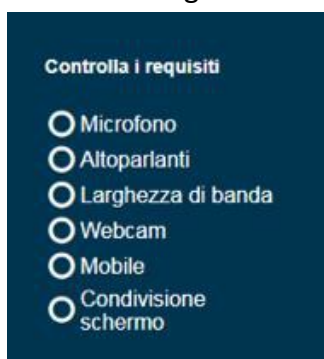 Controlla i requisiti
Microfono
Altoparlanti
Larghezza di banda
Webcam
Mobile
Condivisione
schermo